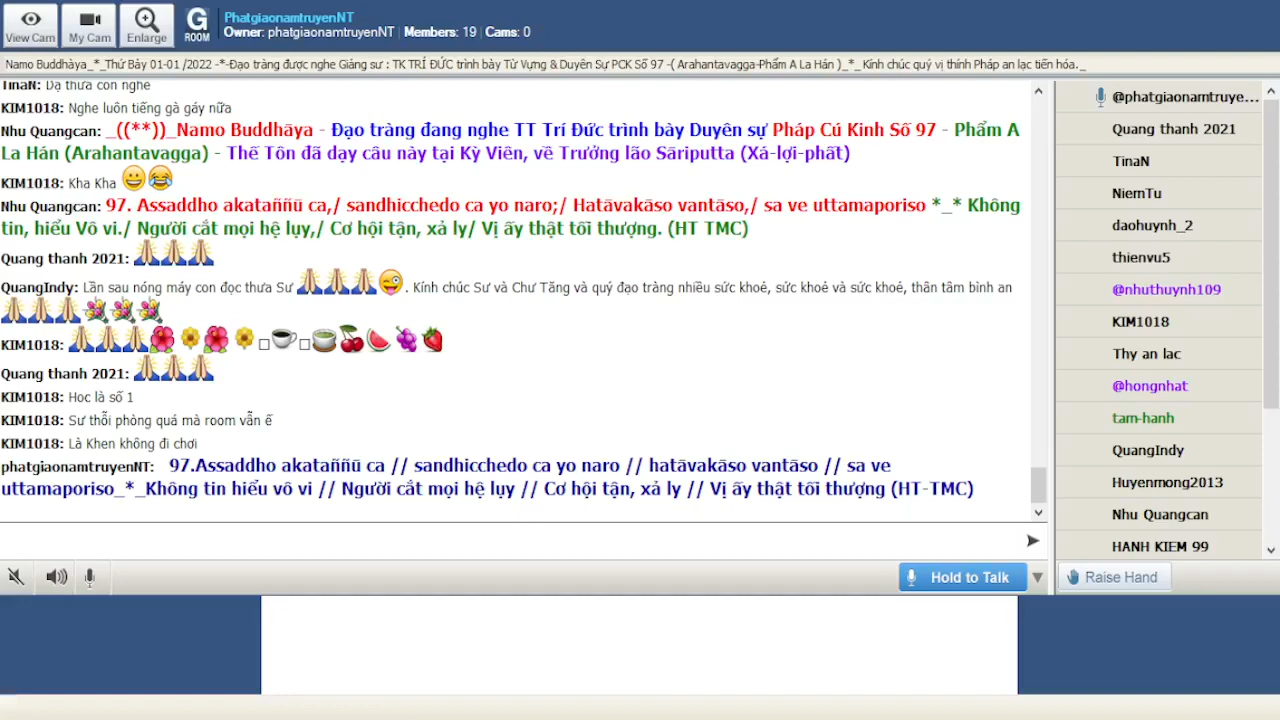 View Cam
My Cam
Enlarge
G
ROOM
PhatgiaonamtruyenNT
Owner: phatgiaonamtruyenNT | Members: 19 | Cams: 0
Namo Buddhàya_*_Thứ Bảy 01-01 /2022 -*-Đạo tràng được nghe Giảng sư : TK TRÍ ĐỨC trình bày Từ Vựng & Duyên Sự PCK Số 97 -( Arahantavagga-Phẩm A La Hán )_*_ Kính chúc quý vị thính Pháp an lạc tiến hóa._
TinaN: Dạ thưa con nghe
KIM1018: Nghe luôn tiếng gà gáy nữa
Nhu Quangcan: _((**))_Namo Buddhāya - Đạo tràng đang nghe TT Trí Đức trình bày Duyên sự Pháp Cú Kinh Số 97 - Phẩm A
La Hán (Arahantavagga) - Thế Tôn đã dạy câu này tại Kỳ Viên, về Trưởng lão Sāriputta (Xá-lợi-phất)
KIM1018: Kha Kha 😀😂
Nhu Quangcan: 97. Assaddho akataññū ca,/ sandhicchedo ca yo naro;/ Hatāvakāso vantāso,/ sa ve uttamaporiso *_* Không
tin, hiểu Vô vi./ Người cắt mọi hệ lụy,/ Cơ hội tận, xả ly/ Vị ấy thật tối thượng. (HT TMC)
Quang thanh 2021: 🙏🙏🙏
QuangIndy: Lần sau nóng máy con đọc thưa Sư 🙏🙏🙏😜. Kính chúc Sư và Chư Tăng và quý đạo tràng nhiều sức khoẻ, sức khoẻ và sức khoẻ, thân tâm bình an
🙏🙏🙏💐💐💐
KIM1018: 🙏🙏🙏🌺🌼🌺🌼□☕□🍵🍒🍉🍇🍓
Quang thanh 2021: 🙏🙏🙏
KIM1018: Hoc là số 1
KIM1018: Sư thổi phòng quá mà room vẫn ế
KIM1018: Là Khen không đi chơi
phatgiaonamtruyenNT: 97.Assaddho akataññū ca // sandhicchedo ca yo naro // hatāvakāso vantāso // sa ve
uttamaporiso_*_Không tin hiểu vô vi // Người cắt mọi hệ lụy // Cơ hội tận, xả ly // Vị ấy thật tối thượng (HT-TMC)
@phatgiaonamtruye...
Quang thanh 2021
TinaN
NiemTu
daohuynh_2
thienvu5
@nhuthuynh109
KIM1018
Thy an lac
@hongnhat
tam-hanh
QuangIndy
Huyenmong2013
Nhu Quangcan
HANH KIEM 99
Hold to Talk
Raise Hand